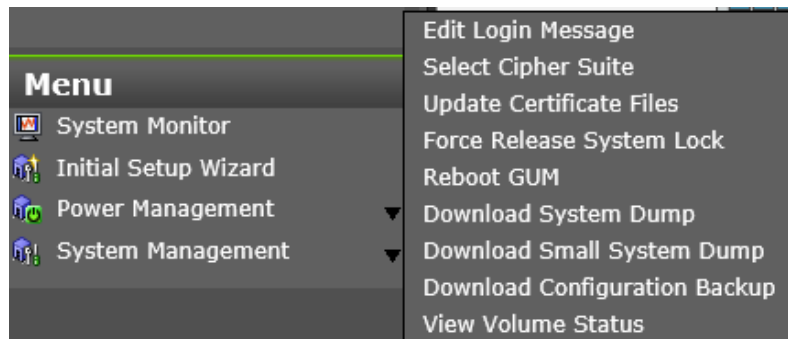 Menu
System Monitor
Initial Setup Wizard
Power Management
System Management
Edit Login Message
Select Cipher Suite
Update Certificate Files
Force Release System Lock
Reboot GUM
Download System Dump
Download Small System Dump
Download Configuration Backup
View Volume Status